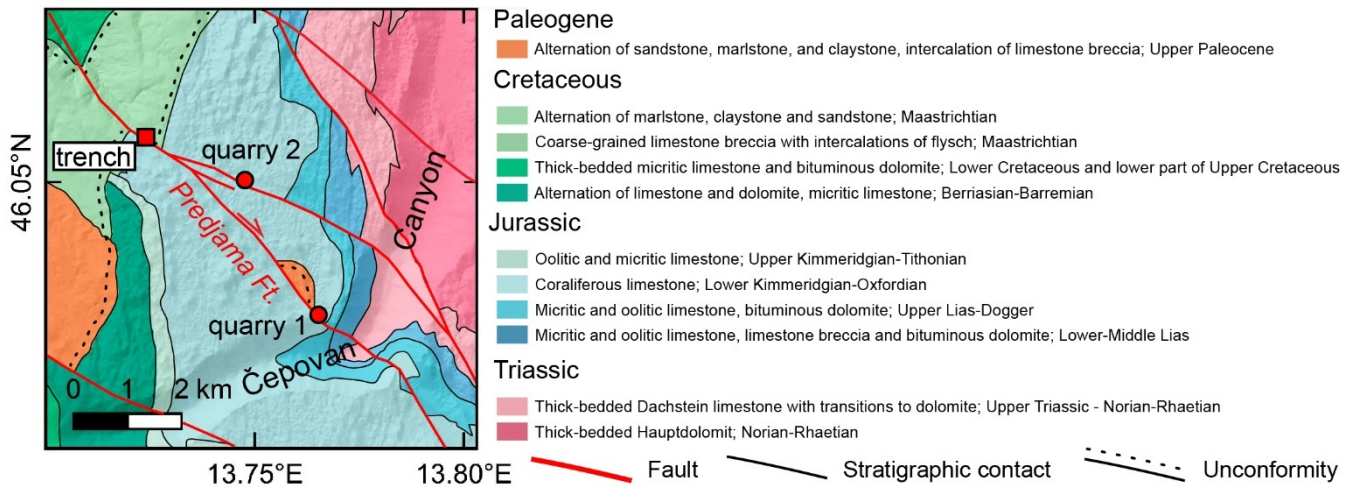 46.05°N
trench
quarry 2
Predjama Ft.
Canyon
quarry 1
Čepovan
0 1 2 km
13.75°E
13.80°E
Paleogene
Alternation of sandstone, marlstone, and claystone, intercalation of limestone breccia; Upper Paleocene
Cretaceous
Alternation of marlstone, claystone and sandstone; Maastrichtian
Coarse-grained limestone breccia with intercalations of flysch; Maastrichtian
Thick-bedded micritic limestone and bituminous dolomite; Lower Cretaceous and lower part of Upper Cretaceous
Alternation of limestone and dolomite, micritic limestone; Berriasian-Barremian
Jurassic
Oolitic and micritic limestone; Upper Kimmeridgian-Tithonian
Coraliferous limestone; Lower Kimmeridgian-Oxfordian
Micritic and oolitic limestone, bituminous dolomite; Upper Lias-Dogger
Micritic and oolitic limestone, limestone breccia and bituminous dolomite; Lower-Middle Lias
Triassic
Thick-bedded Dachstein limestone with transitions to dolomite; Upper Triassic - Norian-Rhaetian
Thick-bedded Hauptdolomit; Norian-Rhaetian
Fault
Stratigraphic contact
Unconformity